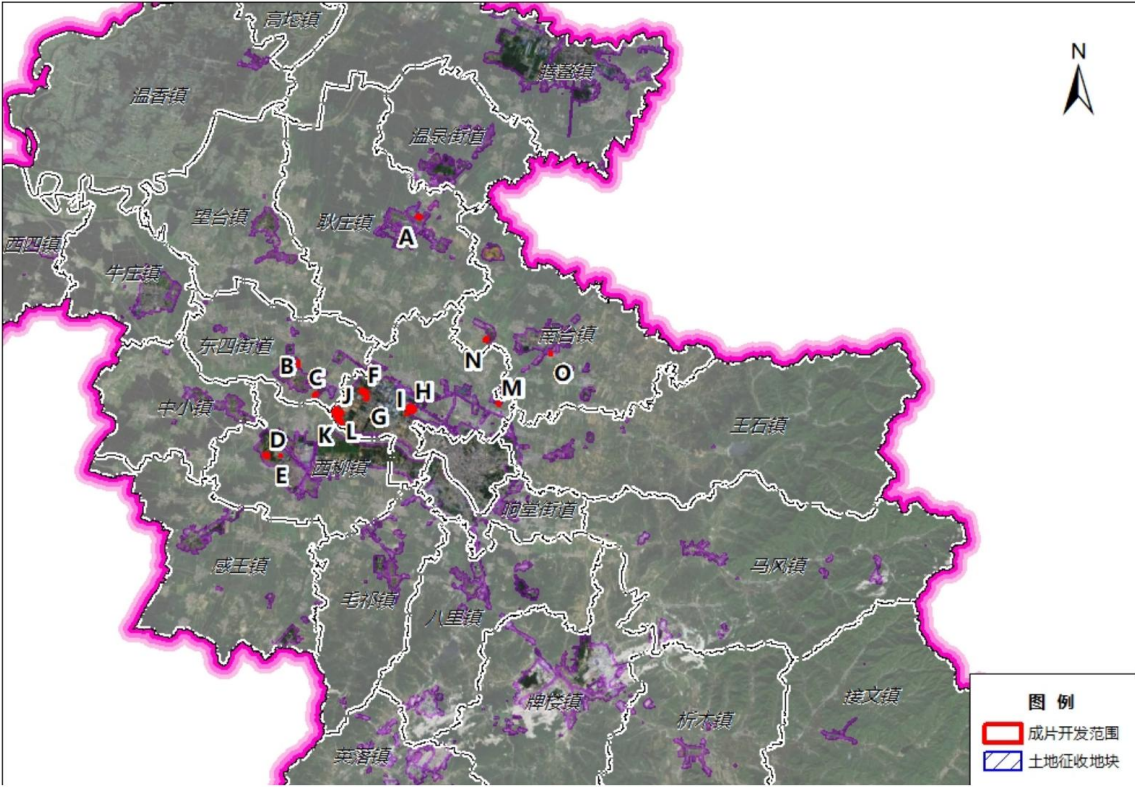 高坨镇
N
腾鳌镇
温香镇
温泉街道
望台镇
耿庄镇
A
西四镇
牛庄镇
东四街道
南台镇
N
B
C
F
O
M
J
H
I
中小镇
G
王石镇
K
L
D
西柳镇
E
响堂街道
感王镇
马风镇
毛祁镇
八里镇
接文镇
牌楼镇
析木镇
英落镇
图 例
成片开发范围
土地征收地块